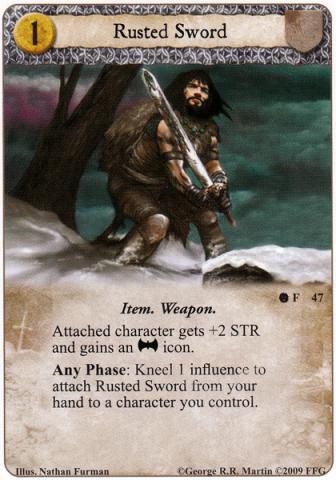 1
Rusted Sword
F 47
Item. Weapon.
Attached character gets +2 STR
and gains an icon.
Any Phase: Kneel 1 influence to
attach Rusted Sword from your
hand to a character you control.
Illus. Nathan Furman ©George R.R. Martin ©2009 FFG